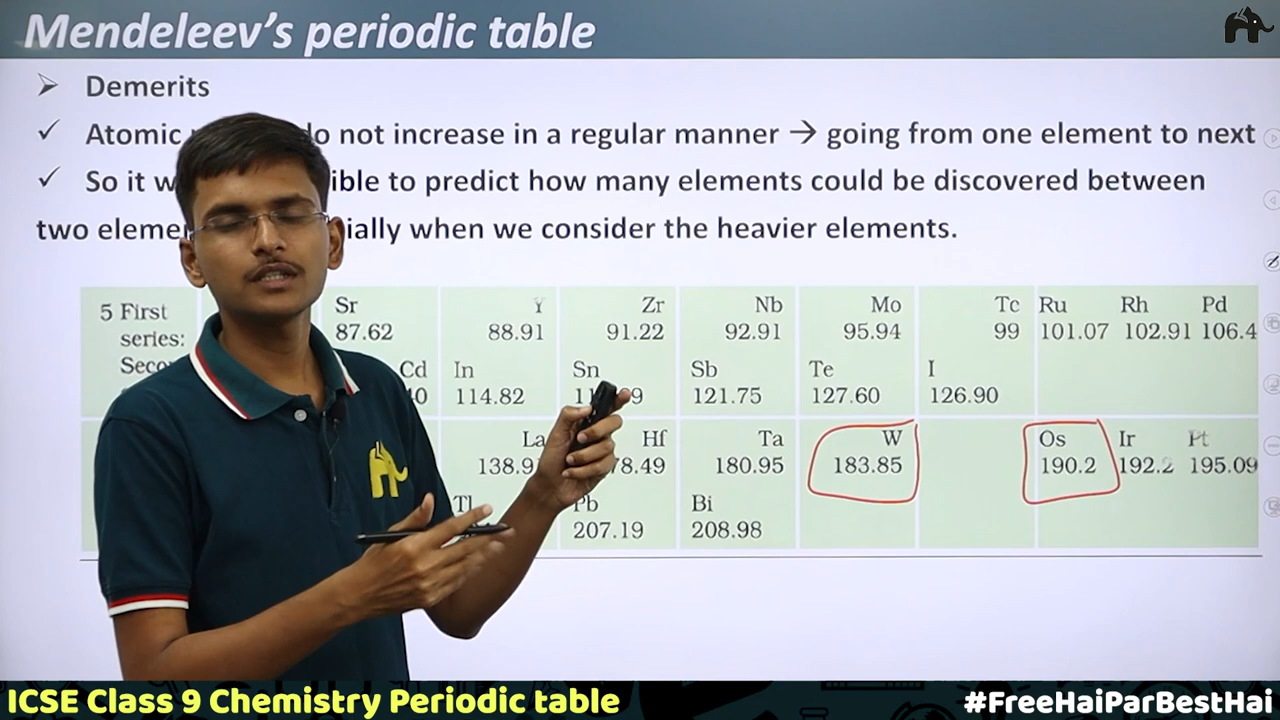 Mendeleev's periodic table
Demerits
Atomic do not increase in a regular manner → going from one element to next
So it to predict how many elements could be discovered between
two when we consider the heavier elements.
5 First Sr Y Zr Nb Mo Tc Ru Rh Pd
series: 87.62 88.91 91.22 92.91 95.94 99 101.07 102.91 106.4
Cd In Sn Sb Te I
114.82 121.75 127.60 126.90
La Hf Ta W Os Ir Pt
180.95 183.85 190.2 192.2 195.09
Tl Pb Bi
207.19 208.98
ICSE Class 9 Chemistry Periodic table
#FreeHaiParBestHai